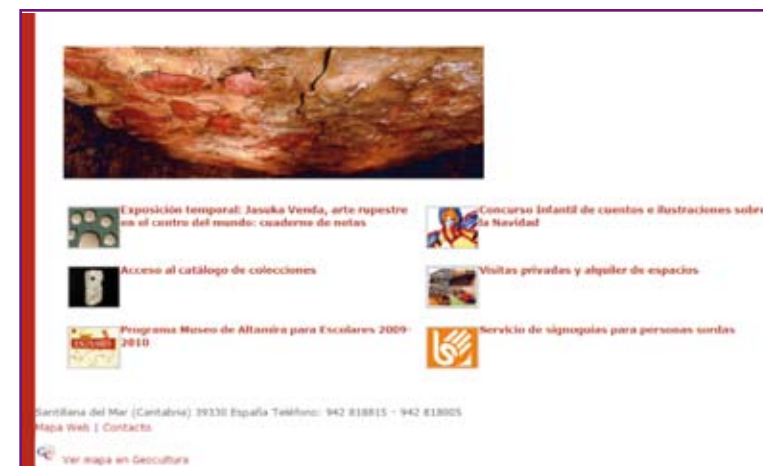 Exposición temporal: Jasuka Venda, arte rupestre
en el centro del mundo: cuaderno de notas
Concurso Infantil de cuentos e ilustraciones sobre
la Navidad
Acceso al catálogo de colecciones
Visitas privadas y alquiler de espacios
Programa Museo de Altamira para Escolares 2009-
2010
Servicio de signoguías para personas sordas
Santillana del Mar (Cantabria) 39330 España Teléfono: 942 818815 - 942 818005
Mapa Web | Contacto
Ver mapa en Geocultura